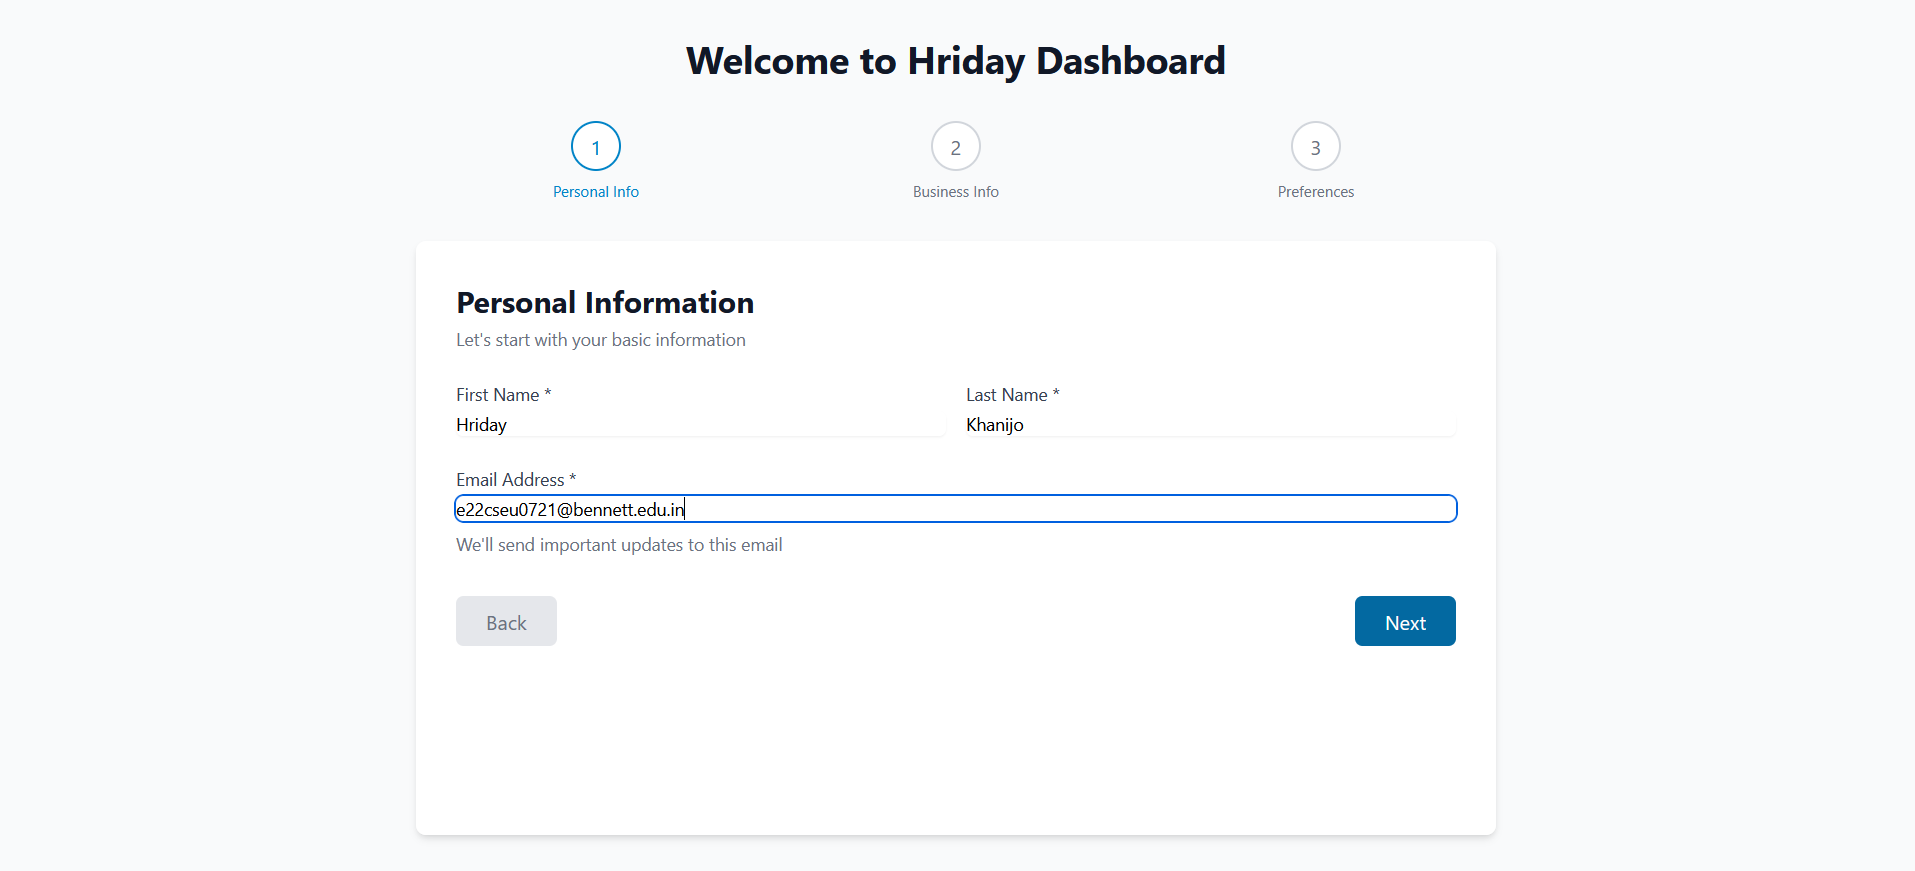 Welcome to Hriday Dashboard
1
2
3
Personal Info
Business Info
Preferences
Personal Information
Let's start with your basic information
First Name *
Last Name *
Hriday
Khanijo
Email Address *
e22cseu0721@bennett.edu.in
We'll send important updates to this email
Back
Next